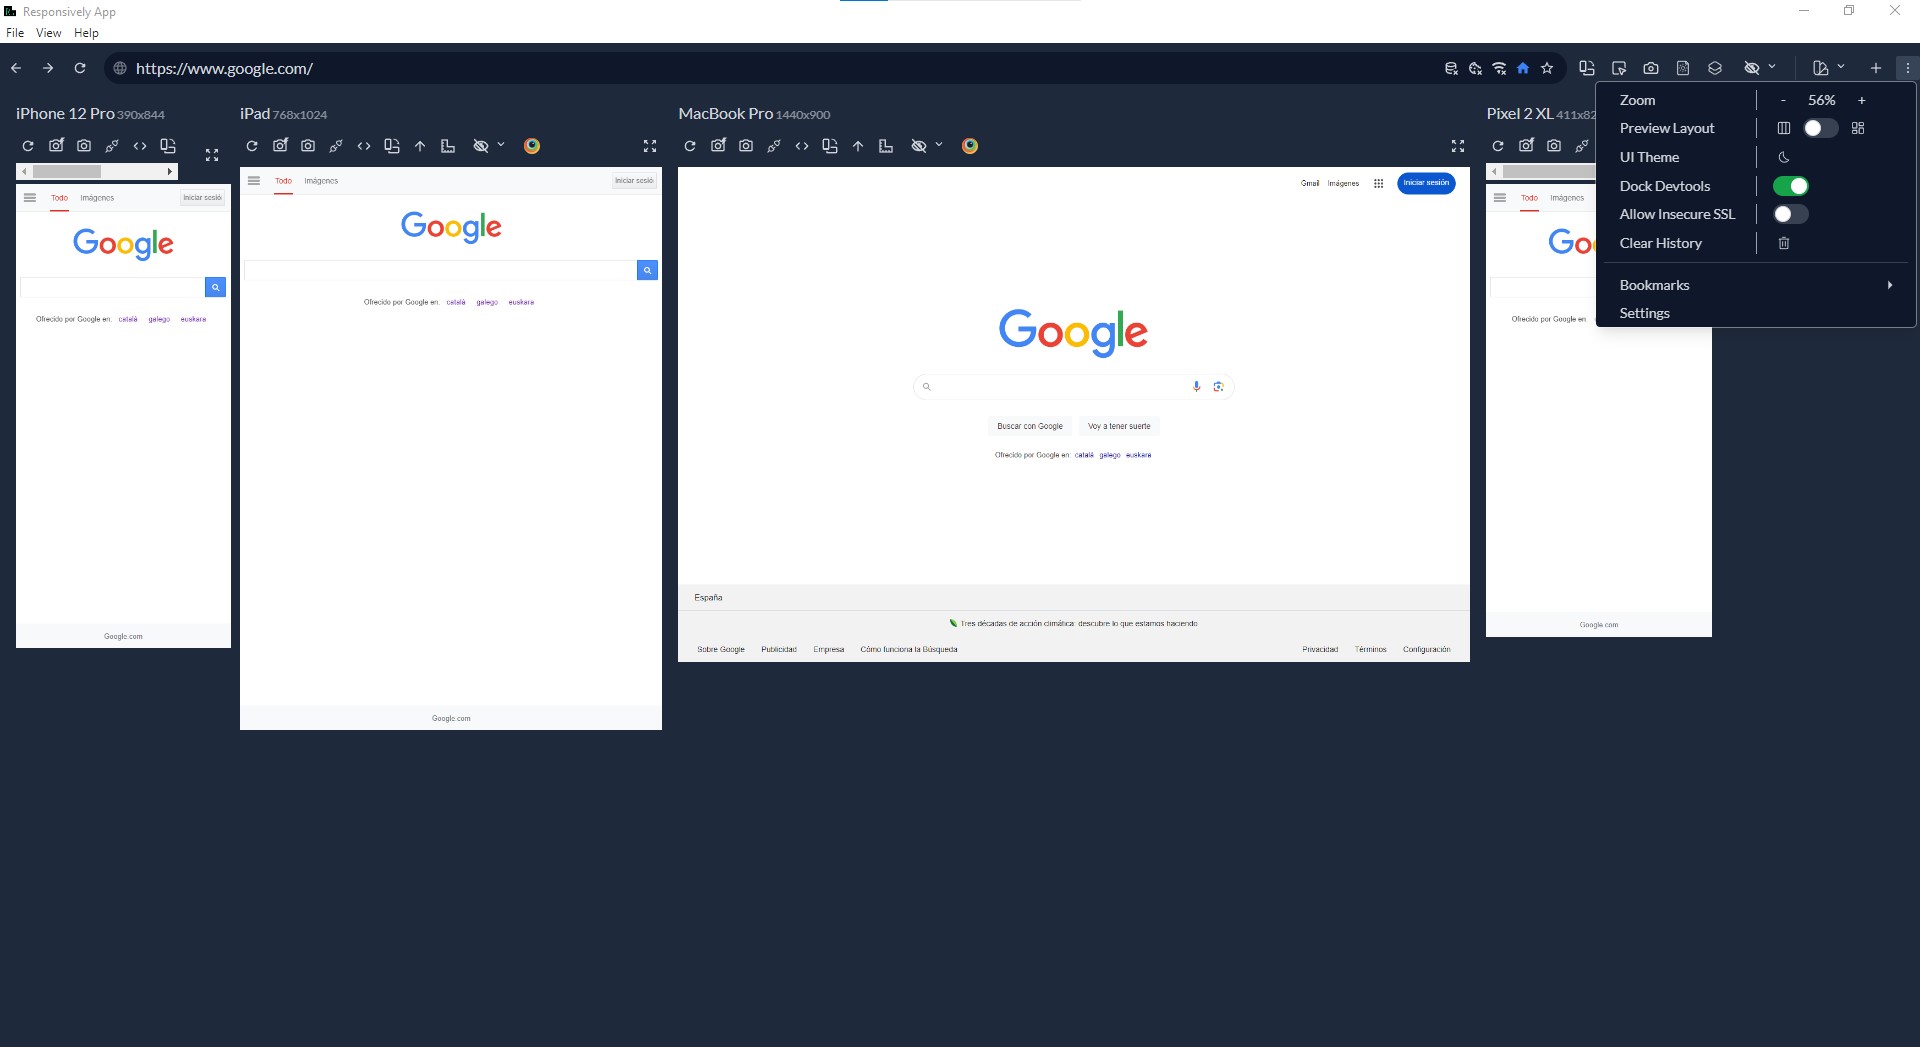 Responsively App
File View Help
https://www.google.com/
iPhone 12 Pro 390x844
iPad 768x1024
MacBook Pro 1440x900
Pixel 2 XL 411x82
Zoom - 56% +
Preview Layout
UI Theme
Dock Devtools
Allow Insecure SSL
Clear History
Bookmarks
Settings
Todo Imágenes Iniciar sesió
Google
Ofrecido por Google en: català galego euskara
Google.com
Todo Imágenes Iniciar sesió
Google
Ofrecido por Google en: català galego euskara
Google.com
Gmail Imágenes Iniciar sesión
Google
Buscar con Google Voy a tener suerte
Ofrecido por Google en: català galego euskara
España
Tres décadas de acción climática: descubre lo que estamos haciendo
Sobre Google Publicidad Empresa Cómo funciona la Búsqueda Privacidad Términos Configuración
Todo Imágenes
Goo
Ofrecido por Google en:
Google.com